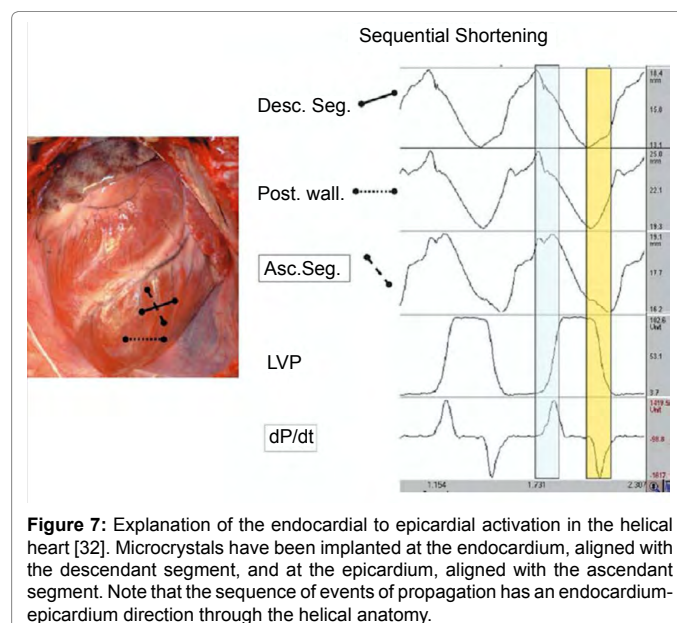 Sequential Shortening
Desc. Seg.
Post. wall.
Asc.Seg.
LVP
dP/dt
18.4
mm
15.8
13.1
25.0
mm
22.1
19.3
19.1
mm
17.7
16.2
102.6
Unit
53.1
3.7
Unit
1.154
1.731
2.307
Figure 7: Explanation of the endocardial to epicardial activation in the helical
heart [32]. Microcrystals have been implanted at the endocardium, aligned with
the descendant segment, and at the epicardium, aligned with the ascendant
segment. Note that the sequence of events of propagation has an endocardium-
epicardium direction through the helical anatomy.